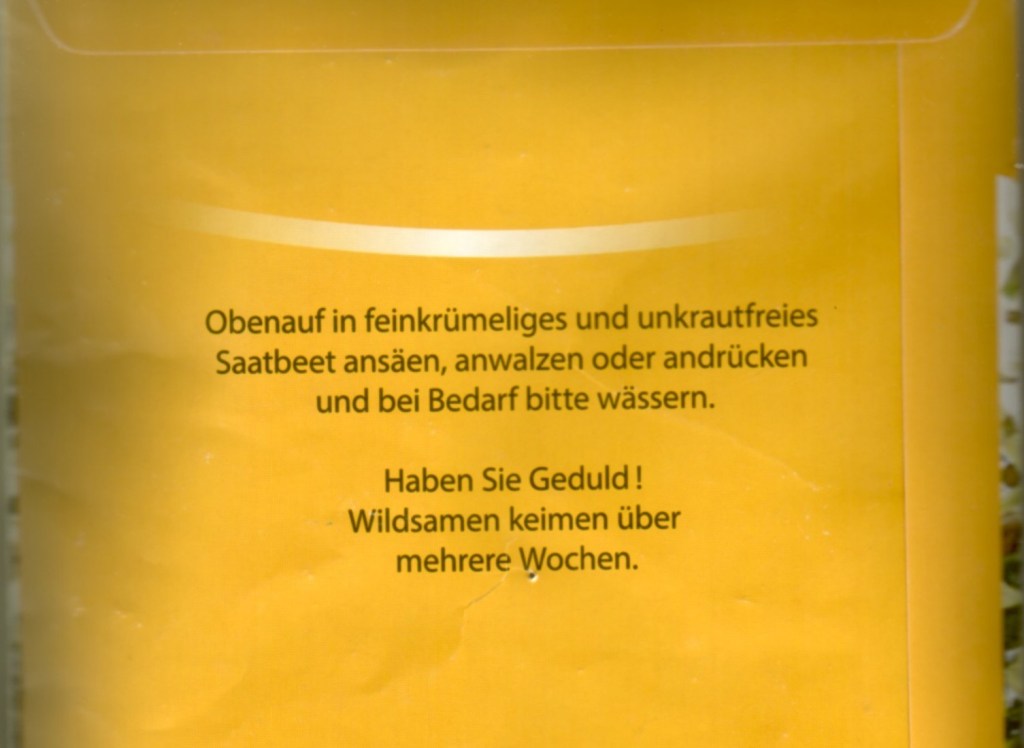 Obenauf in feinkrümeliges und unkrautfreies
Saatbeet ansäen, anwalzen oder andrücken
und bei Bedarf bitte wässern.
Haben Sie Geduld !
Wildsamen keimen über
mehrere Wochen.